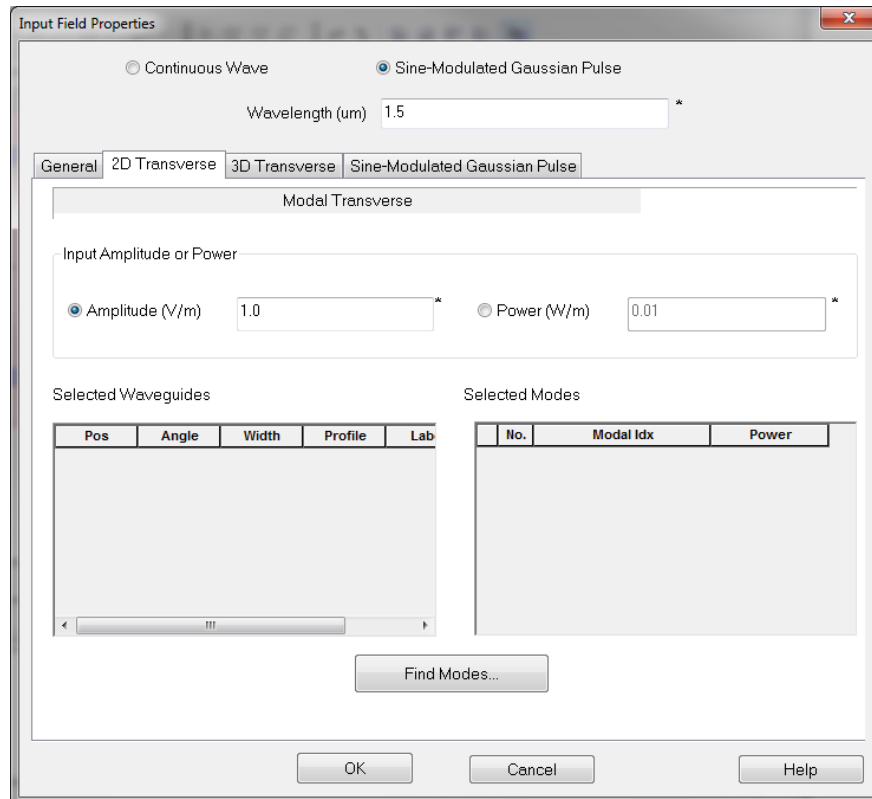 Input Field Properties
Continuous Wave Sine-Modulated Gaussian Pulse
Wavelength (um) 1.5 *
General 2D Transverse 3D Transverse Sine-Modulated Gaussian Pulse
Modal Transverse
Input Amplitude or Power
Amplitude (V/m) 1.0 * Power (W/m) 0.01 *
Selected Waveguides Selected Modes
Pos Angle Width Profile Lab No. Modal Idx Power
Find Modes...
OK Cancel Help